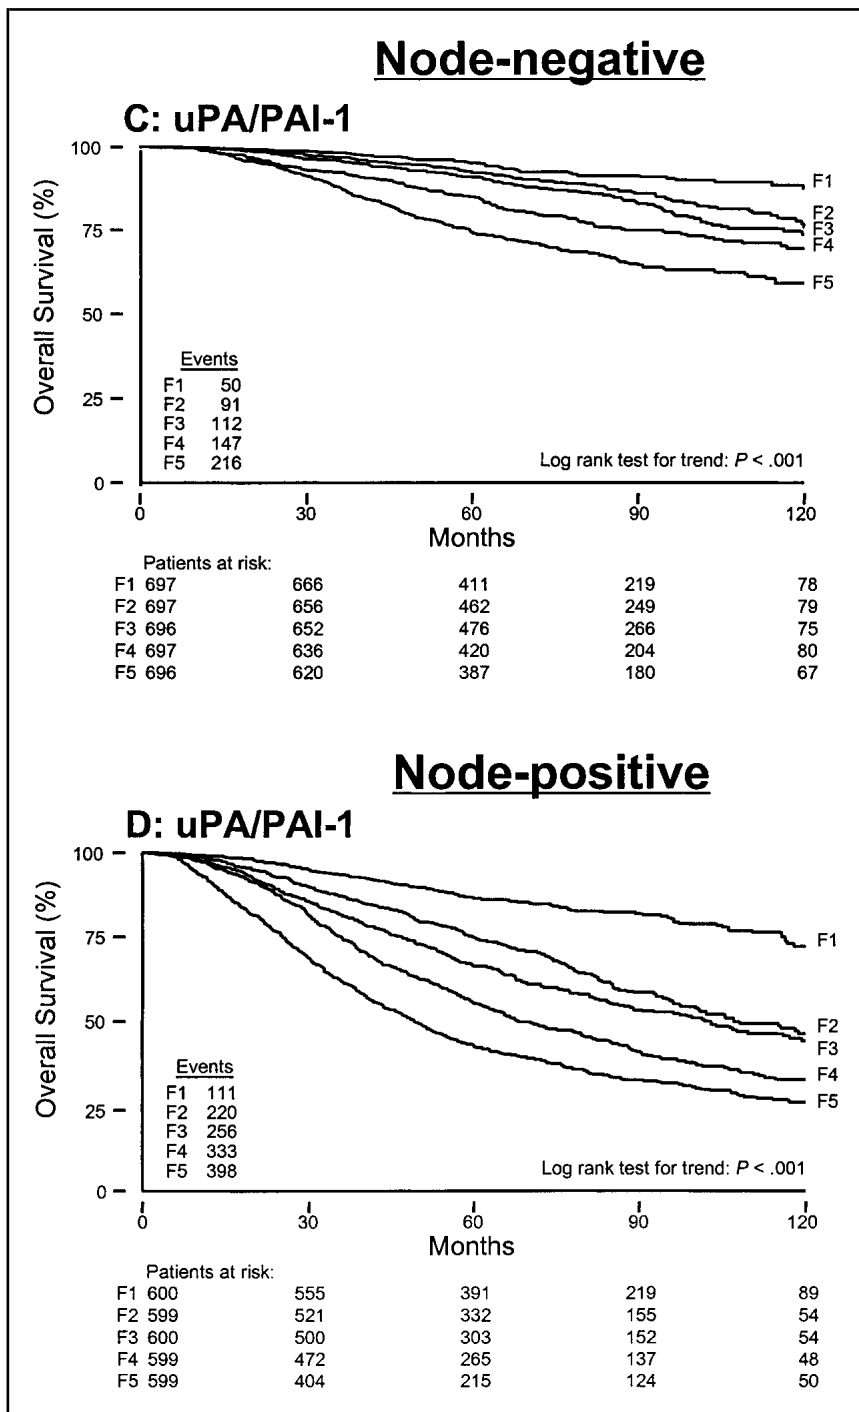 Node-negative
C: uPA/PAI-1
Overall Survival (%)
100
75
50
25
0
F1
F2
F3
F4
F5
Events
F1 50
F2 91
F3 112
F4 147
F5 216
Log rank test for trend: P < .001
0 30 60 90 120
Months
Patients at risk:
F1 697 666 411 219 78
F2 697 656 462 249 79
F3 696 652 476 266 75
F4 697 636 420 204 80
F5 696 620 387 180 67
Node-positive
D: uPA/PAI-1
Overall Survival (%)
100
75
50
25
0
F1
F2
F3
F4
F5
Events
F1 111
F2 220
F3 256
F4 333
F5 398
Log rank test for trend: P < .001
0 30 60 90 120
Months
Patients at risk:
F1 600 555 391 219 89
F2 599 521 332 155 54
F3 600 500 303 152 54
F4 599 472 265 137 48
F5 599 404 215 124 50